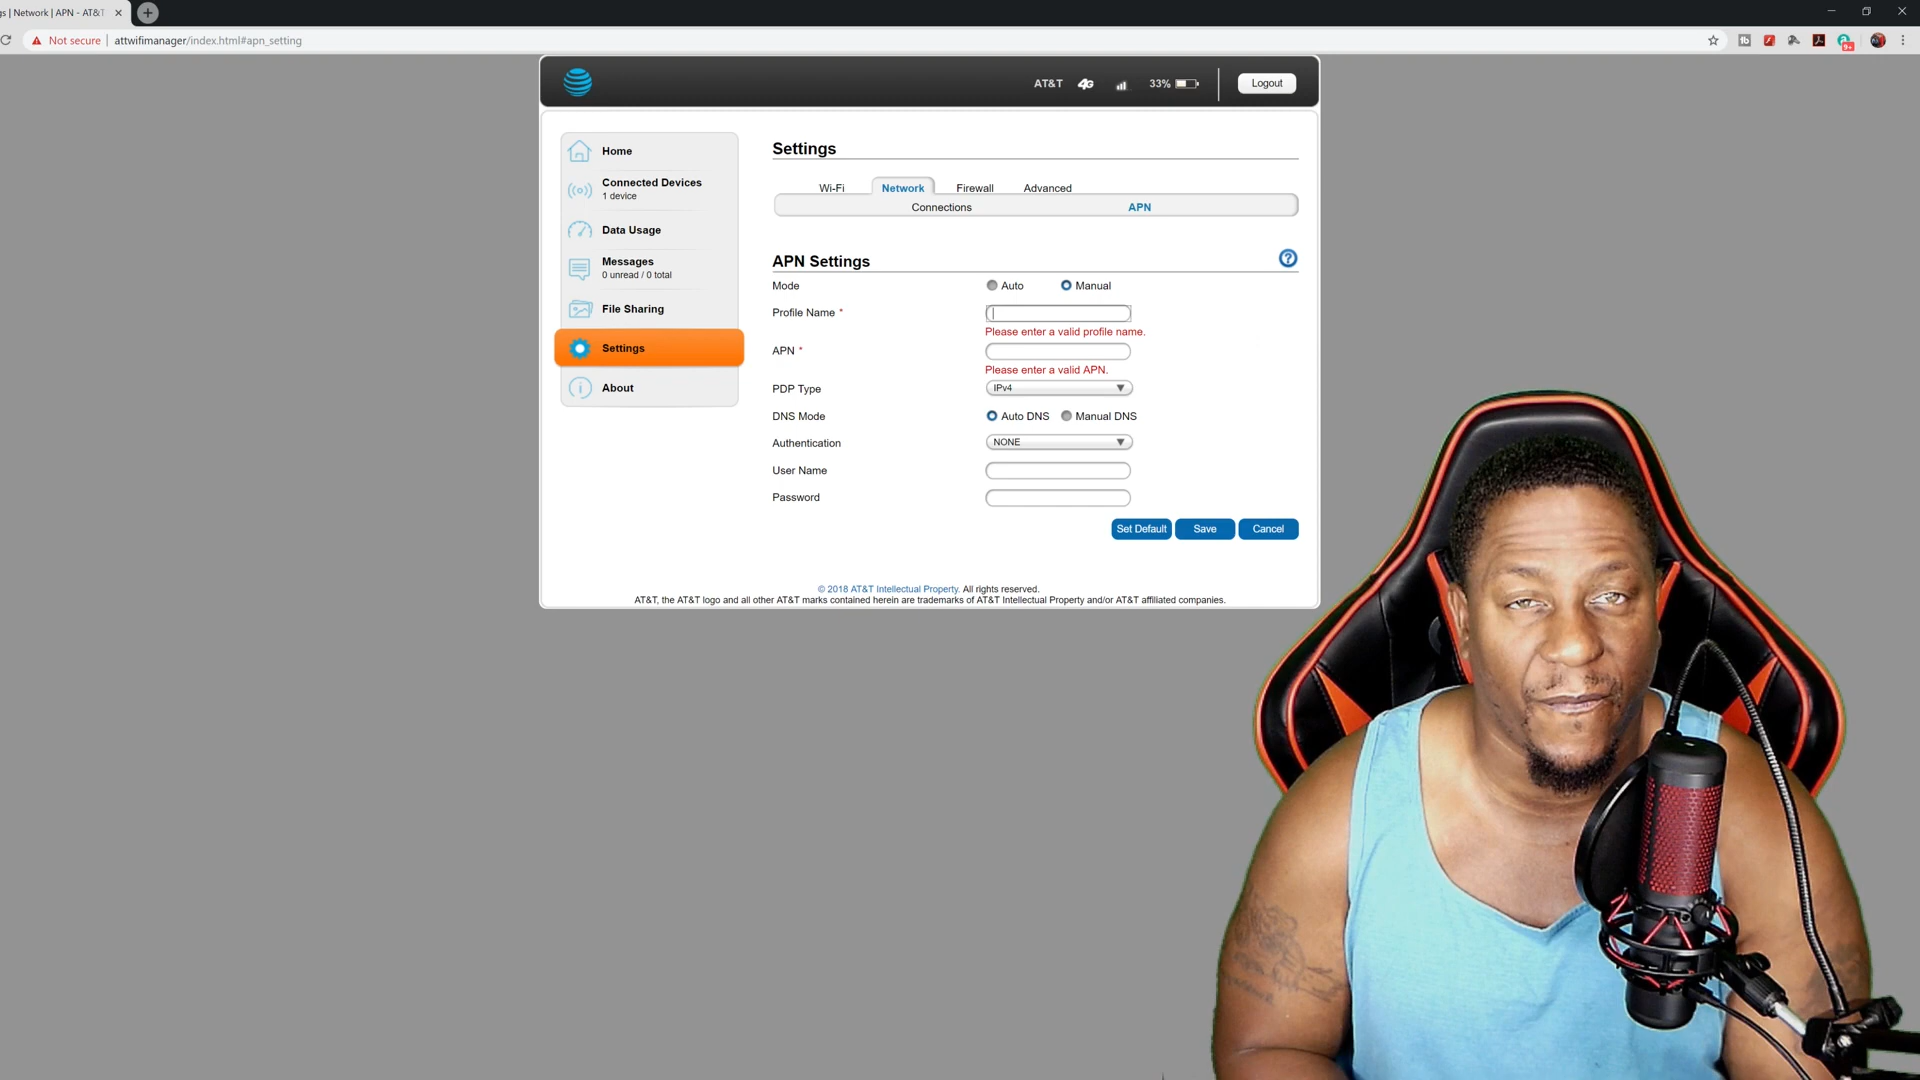 gs | Network | APN - AT&T
Not secure
attwifimanager/index.html#apn_setting
AT&T 4G 33% Logout
Home
Connected Devices
1 device
Data Usage
Messages
0 unread / 0 total
File Sharing
Settings
About
Settings
Wi-Fi Network Firewall Advanced
Connections APN
APN Settings ?
Mode Auto Manual
Profile Name *
Please enter a valid profile name.
APN *
Please enter a valid APN.
PDP Type IPv4
DNS Mode Auto DNS Manual DNS
Authentication NONE
User Name
Password
Set Default Save Cancel
© 2018 AT&T Intellectual Property. All rights reserved.
AT&T, the AT&T logo and all other AT&T marks contained herein are trademarks of AT&T Intellectual Property and/or AT&T affiliated companies.